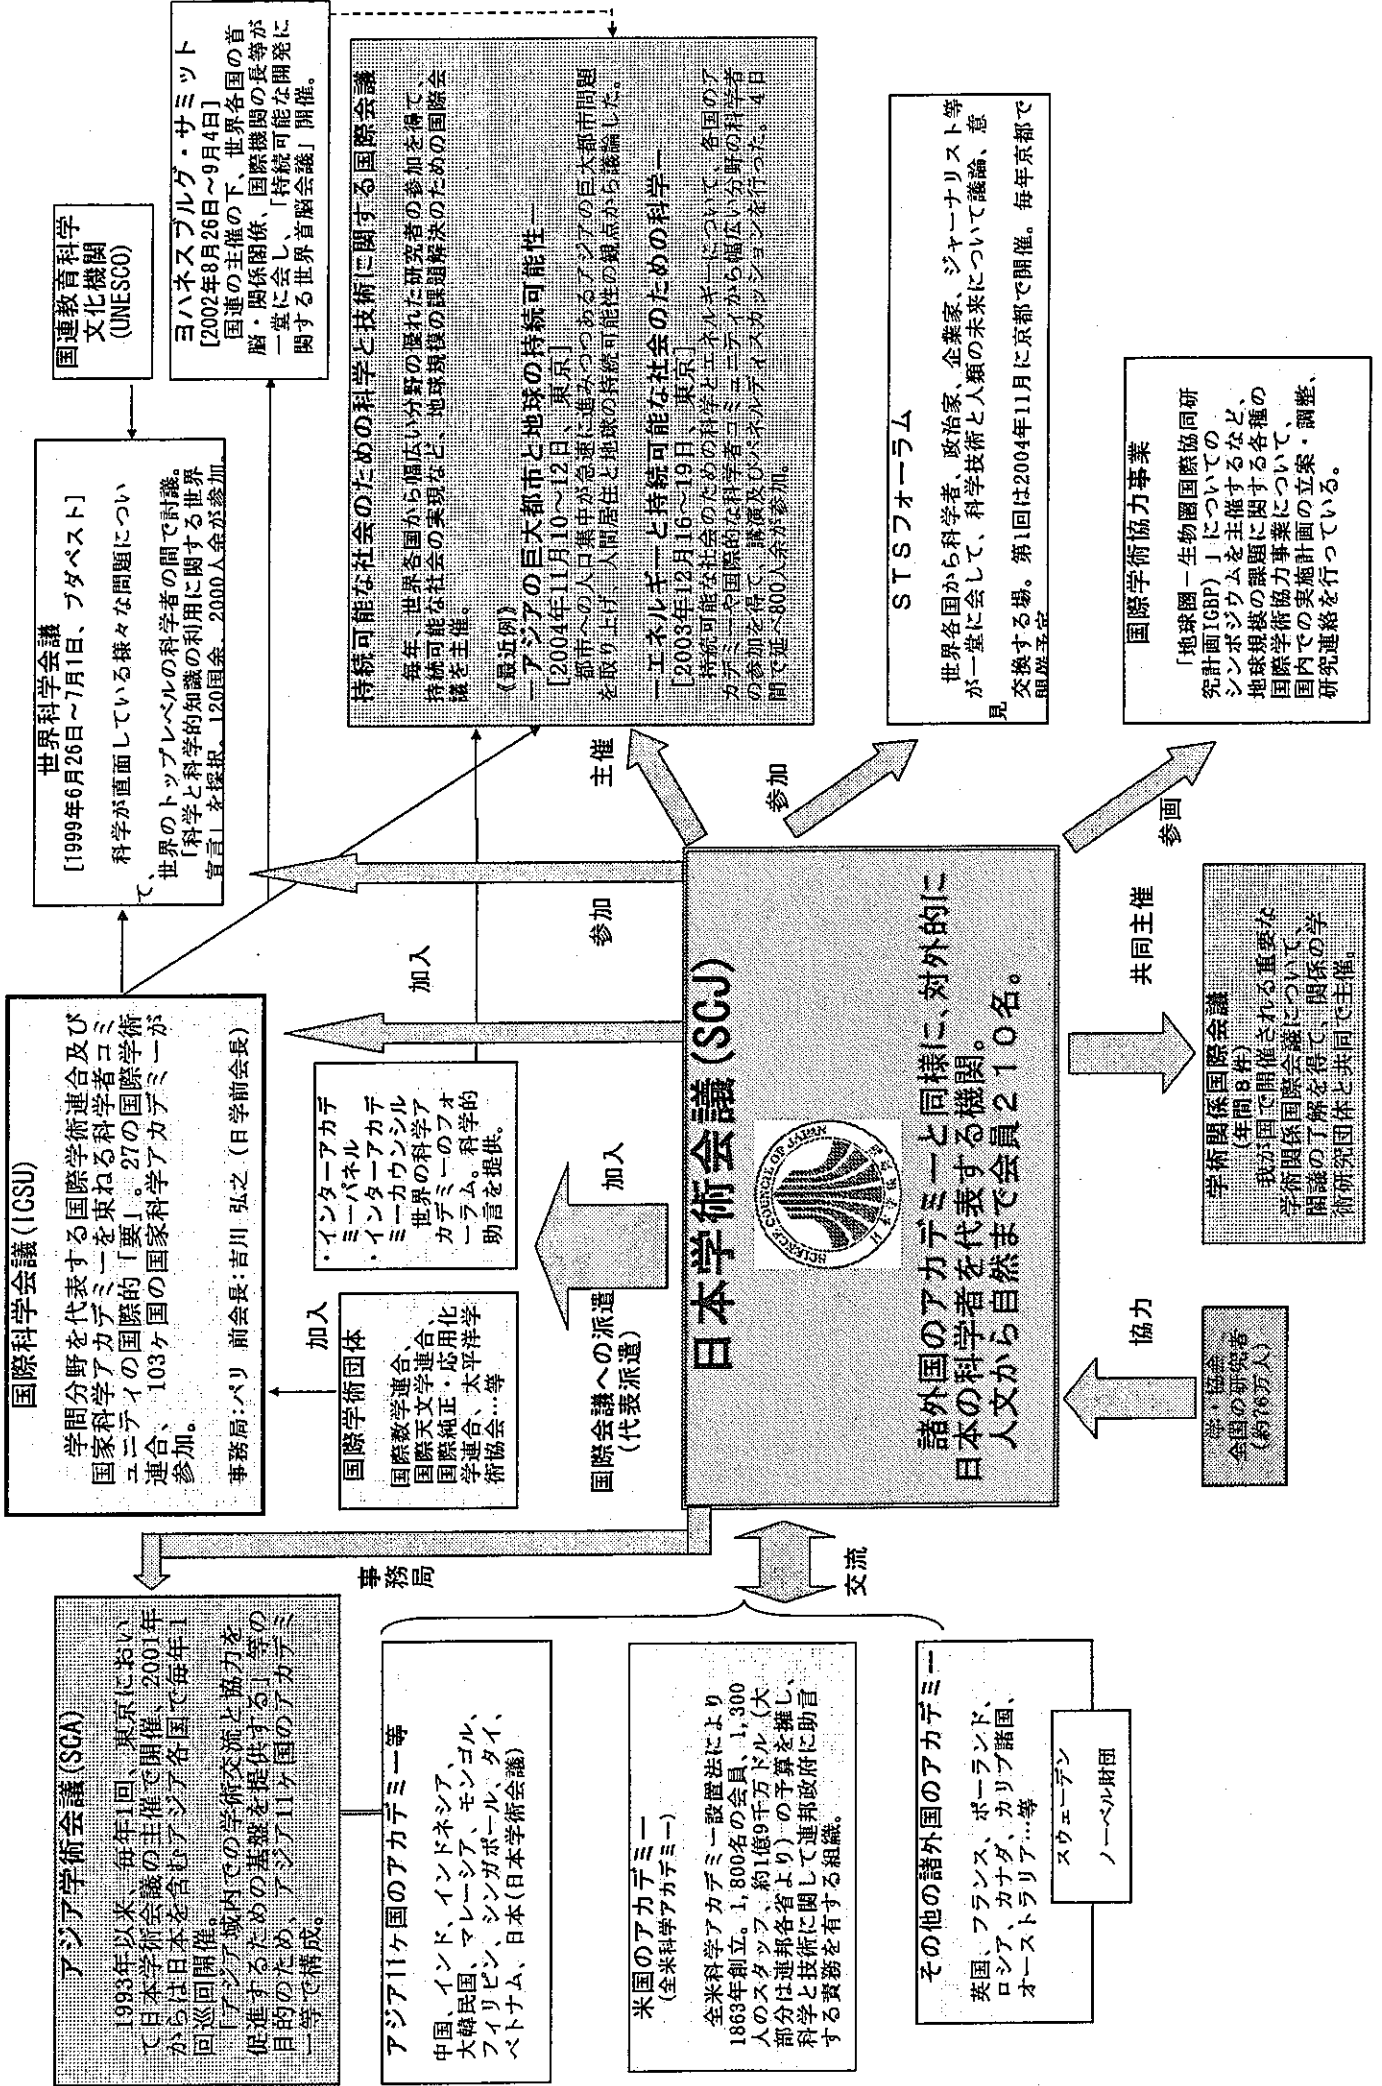 アジア学術会議(SCA)
1993年以来、毎年1回、東京におい
て日本学術会議の主催で開催、2001年
からは日本を含むアジア各国で毎年1
回巡回開催。
「アジア域内での学術交流と協力を
促進するための基盤を提供する」等の
目的のため、アジア11ヶ国のアカデミ
ー等で構成。
国際科学会議(ICSU)
学問分野を代表する国際学術連合及び
国家科学アカデミーを束ねる科学者コミ
ュニティの国際的「要」。27の国際学術
連合、103ヶ国の国家科学アカデミーが
参加。
事務局:パリ 前会長:吉川 弘之(日学前会長)
世界科学会議
[1999年6月26日~7月1日、ブダペスト]
科学が直面している様々な問題につい
て、
世界のトップレベルの科学者の間で討議。
「科学と科学的知識の利用に関する世界
宣言」を採択。120国余、2000人余が参加。
国連教育科学
文化機関
(UNESCO)
ヨハネスブルグ・サミット
[2002年8月26日~9月4日]
国連の主催の下、世界各国の首
脳・関係閣僚、国際機関の長等が
一堂に会し、「持続可能な開発に
関する世界首脳会議」開催。
アジア11ヶ国のアカデミー等
中国、インド、インドネシア、
大韓民国、マレーシア、モンゴル、
フィリピン、シンガポール、タイ、
ベトナム、日本(日本学術会議)
事務局
国際学術団体
国際数学連合、
国際天文学連合、
国際純正・応用化
学連合、太平洋学
術協会…等
加入
・インターアカデ
ミーパネル
・インターアカデ
ミーカウンシル
世界の科学ア
カデミーのフォ
ーラム。科学的
助言を提供。
加入
持続可能な社会のための科学と技術に関する国際会議
毎年、世界各国から幅広い分野の優れた研究者の参加を得て、
持続可能な社会の実現など、地球規模の課題解決のための国際会
議を主催。
《最近例》
―アジアの巨大都市と地球の持続可能性―
[2004年11月10~12日 東京]
都市への人口集中が急速に進みつつあるアジアの巨大都市問題
を取り上げ、人間居住と地球の持続可能性の観点から議論した。
―エネルギーと持続可能な社会のための科学―
[2003年12月16~19日、東京]
持続可能な社会のための科学とエネルギーについて、各国のア
カデミーや国際的な科学者コミュニティから幅広い分野の科学者
の参加を得て、講演及びパネルディスカッションを行った。4日
間で延べ800人余が参加。
国際会議への派遣
(代表派遣)
加入
参加
主催
米国のアカデミー
(全米科学アカデミー)
全米科学アカデミー設置法により
1863年創立。1,800名の会員、1,300
人のスタッフ、約1億9千万ドル(大
部分は連邦各省より)の予算を擁し、
科学と技術に関して連邦政府に助言
する責務を有する組織。
交流
日本学術会議(SCJ)
SCIENCE COUNCIL OF JAPAN
日本学術会議
諸外国のアカデミーと同様に、対外的に
日本の科学者を代表する機関。
人文から自然まで会員210名。
参加
STSフォーラム
世界各国から科学者、政治家、企業家、ジャーナリスト等
が一堂に会して、科学技術と人類の未来について議論、意
見
交換する場。第1回は2004年11月に京都で開催。毎年京都で
開催予定
その他の諸外国のアカデミー
英国、フランス、ポーランド、
ロシア、カナダ、カリブ諸国、
オーストラリア…等
スウェーデン
ノーベル財団
協力
学・協会
全国の研究者
(約76万人)
共同主催
学術関係国際会議
(年間8件)
我が国で開催される重要な
学術関係国際会議について、
閣議の了解を得て、関係の学
術研究団体と共同で主催。
参画
国際学術協力事業
「地球圏―生物圏国際協同研
究計画(IGBP)」についての
シンポジウムを主催するなど、
地球規模の課題に関する各種の
国際学術協力事業について、
国内での実施計画の立案・調整、
研究連絡を行っている。